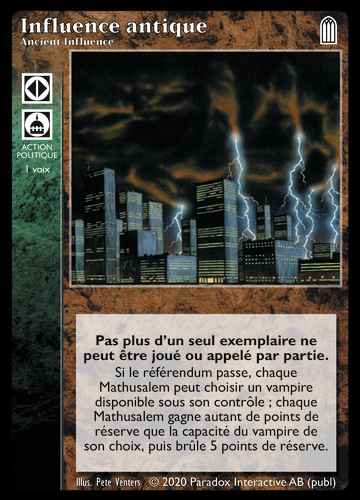 Influence antique
Ancient Influence
ACTION
POLITIQUE
1 voix
Pas plus d'un seul exemplaire ne
peut être joué ou appelé par partie.
Si le référendum passe, chaque
Mathusalem peut choisir un vampire
disponible sous son contrôle ; chaque
Mathusalem gagne autant de points de
réserve que la capacité du vampire de
son choix, puis brûle 5 points de réserve.
Illus. Pete Venters © 2020 Paradox Interactive AB (publ)